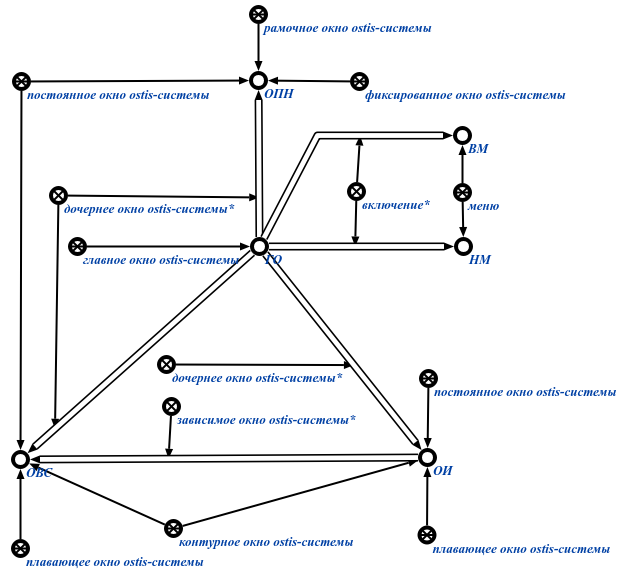 рамочное окно ostis-системы
ОПН
постоянное окно ostis-системы
фиксированное окно ostis-системы
ВМ
дочернее окно ostis-системы*
включение*
меню
главное окно ostis-системы
ГО
НМ
дочернее окно ostis-системы*
постоянное окно ostis-системы
зависимое окно ostis-системы*
ОВС
ОИ
контурное окно ostis-системы
плавающее окно ostis-системы
плавающее окно ostis-системы